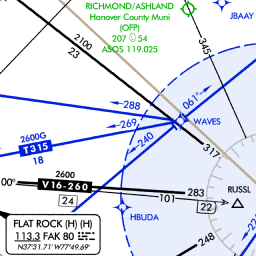 RICHMOND/ASHLAND
Hanover County Muni
(OFP)
207 54
ASOS 119.025
JBAAY
345
2100
23
288
061°
WAVES
269
240
2600G
T315
18
317
2600
00°
V16-260
283
101
24
22
RUSSL
HBUDA
FLAT ROCK (H) (H)
113.3 FAK 80
N37°31.71' W77°49.69'
248
22